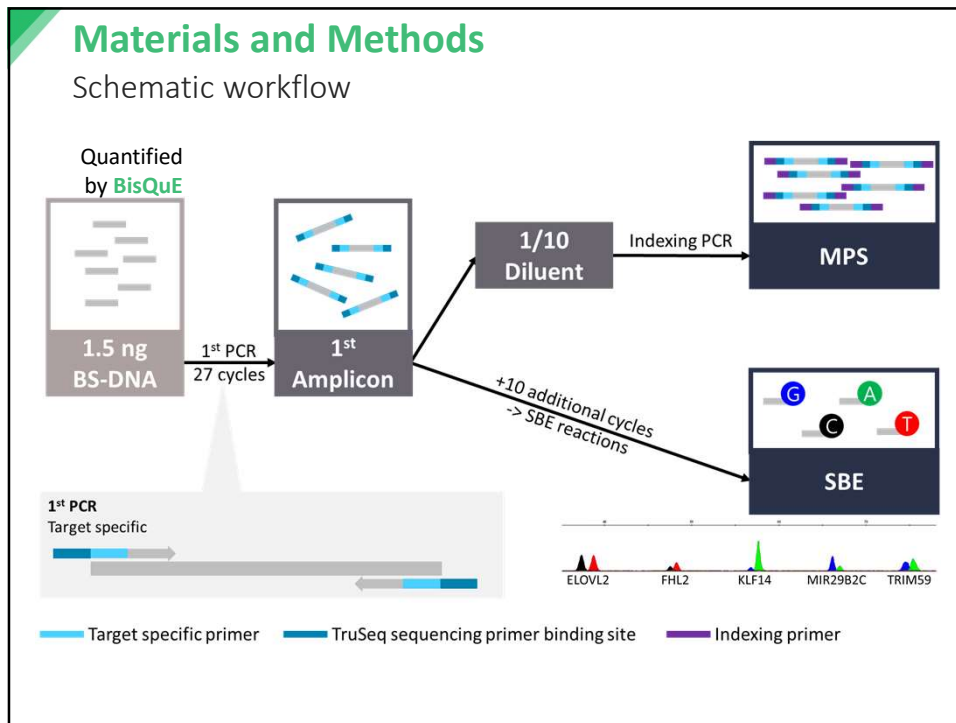 Materials and Methods
Schematic workflow
Quantified
by BisQuE
1.5 ng
BS-DNA
1st PCR
27 cycles
1st
Amplicon
1/10
Diluent
Indexing PCR
MPS
+10 additional cycles
-> SBE reactions
G
A
C
T
SBE
1st PCR
Target specific
ELOVL2
FHL2
KLF14
MIR29B2C
TRIM59
Target specific primer
TruSeq sequencing primer binding site
Indexing primer